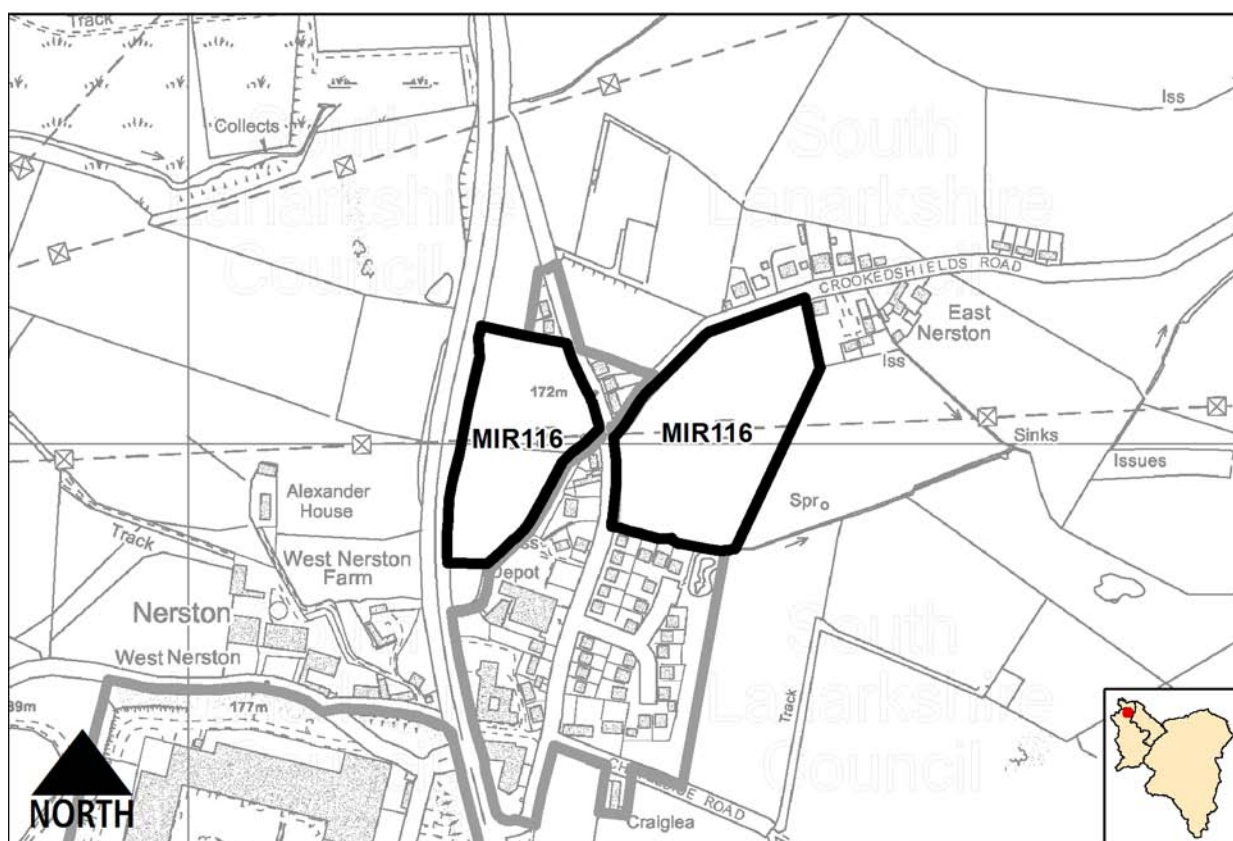 Track
Collects
Iss
South
Lanarkshire
Council
South
Lanarkshire
Council
CROOKEDSHIELDS ROAD
East
Nerston
Iss
172m
MIR116
MIR116
Sinks
Issues
Spr
Alexander
House
Track
West Nerston
Farm
Depot
Nerston
West Nerston
South
Lanarkshire
Council
177m
Track
ROAD
Craiglea
NORTH